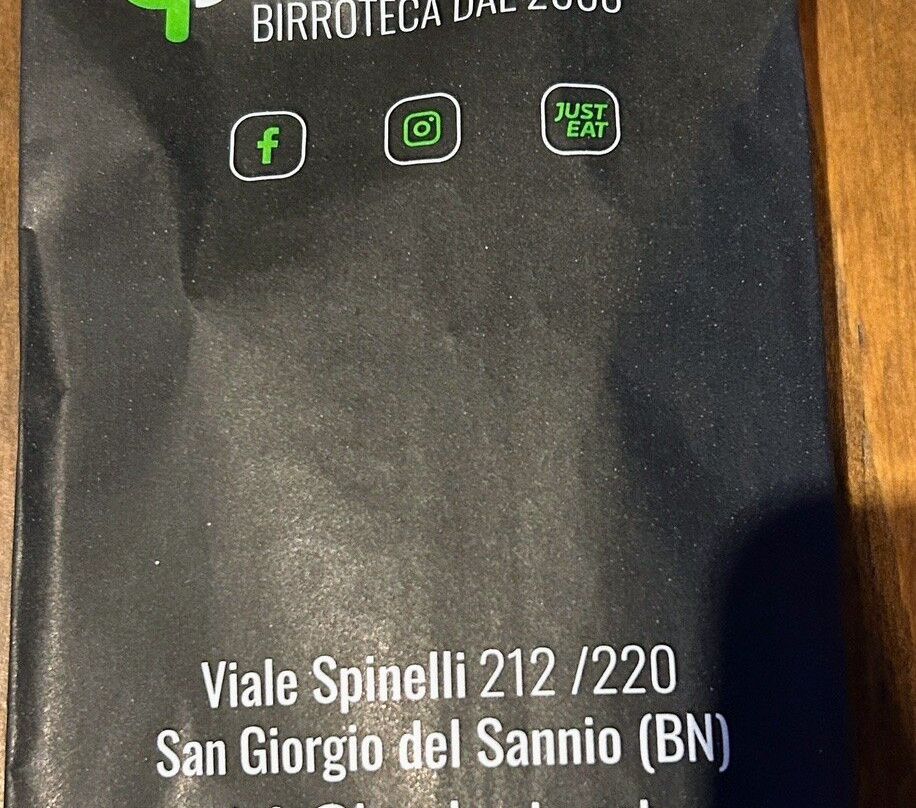 BIRROTECA DAL
JUST
EAT
Viale Spinelli 212 /220
San Giorgio del Sannio (BN)